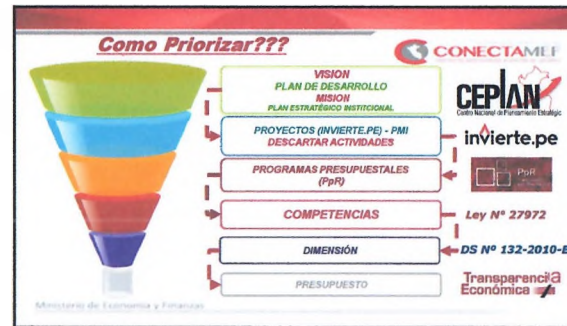 Como Priorizar???
CONECTAMEF
VISION
PLAN DE DESARROLLO
MISION
PLAN ESTRATÉGICO INSTITCIONAL
CEPLAN
Centro Nacional de Planeamiento Estratégico
PROYECTOS (INVIERTE.PE) - PMI
DESCARTAR ACTIVIDADES
invierte.pe
PROGRAMAS PRESUPUESTALES
(PpR)
PpR
COMPETENCIAS
Ley Nº 27972
DIMENSIÓN
DS Nº 132-2010-E
PRESUPUESTO
Transparencia
Económica
Ministerio de Economía y Finanzas